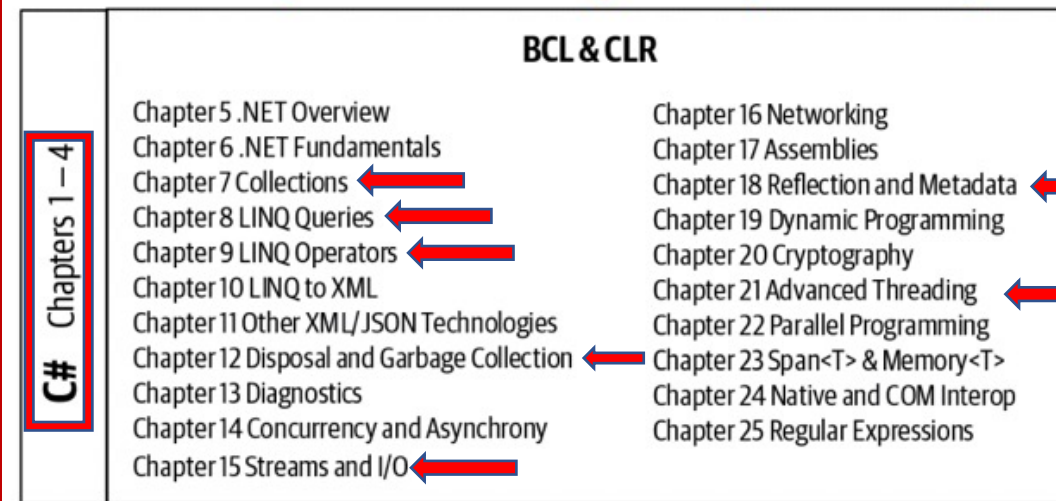 BCL & CLR
C# Chapters 1 – 4
Chapter 5 .NET Overview
Chapter 6 .NET Fundamentals
Chapter 7 Collections
Chapter 8 LINQ Queries
Chapter 9 LINQ Operators
Chapter 10 LINQ to XML
Chapter 11 Other XML/JSON Technologies
Chapter 12 Disposal and Garbage Collection
Chapter 13 Diagnostics
Chapter 14 Concurrency and Asynchrony
Chapter 15 Streams and I/O
Chapter 16 Networking
Chapter 17 Assemblies
Chapter 18 Reflection and Metadata
Chapter 19 Dynamic Programming
Chapter 20 Cryptography
Chapter 21 Advanced Threading
Chapter 22 Parallel Programming
Chapter 23 Span<T> & Memory<T>
Chapter 24 Native and COM Interop
Chapter 25 Regular Expressions